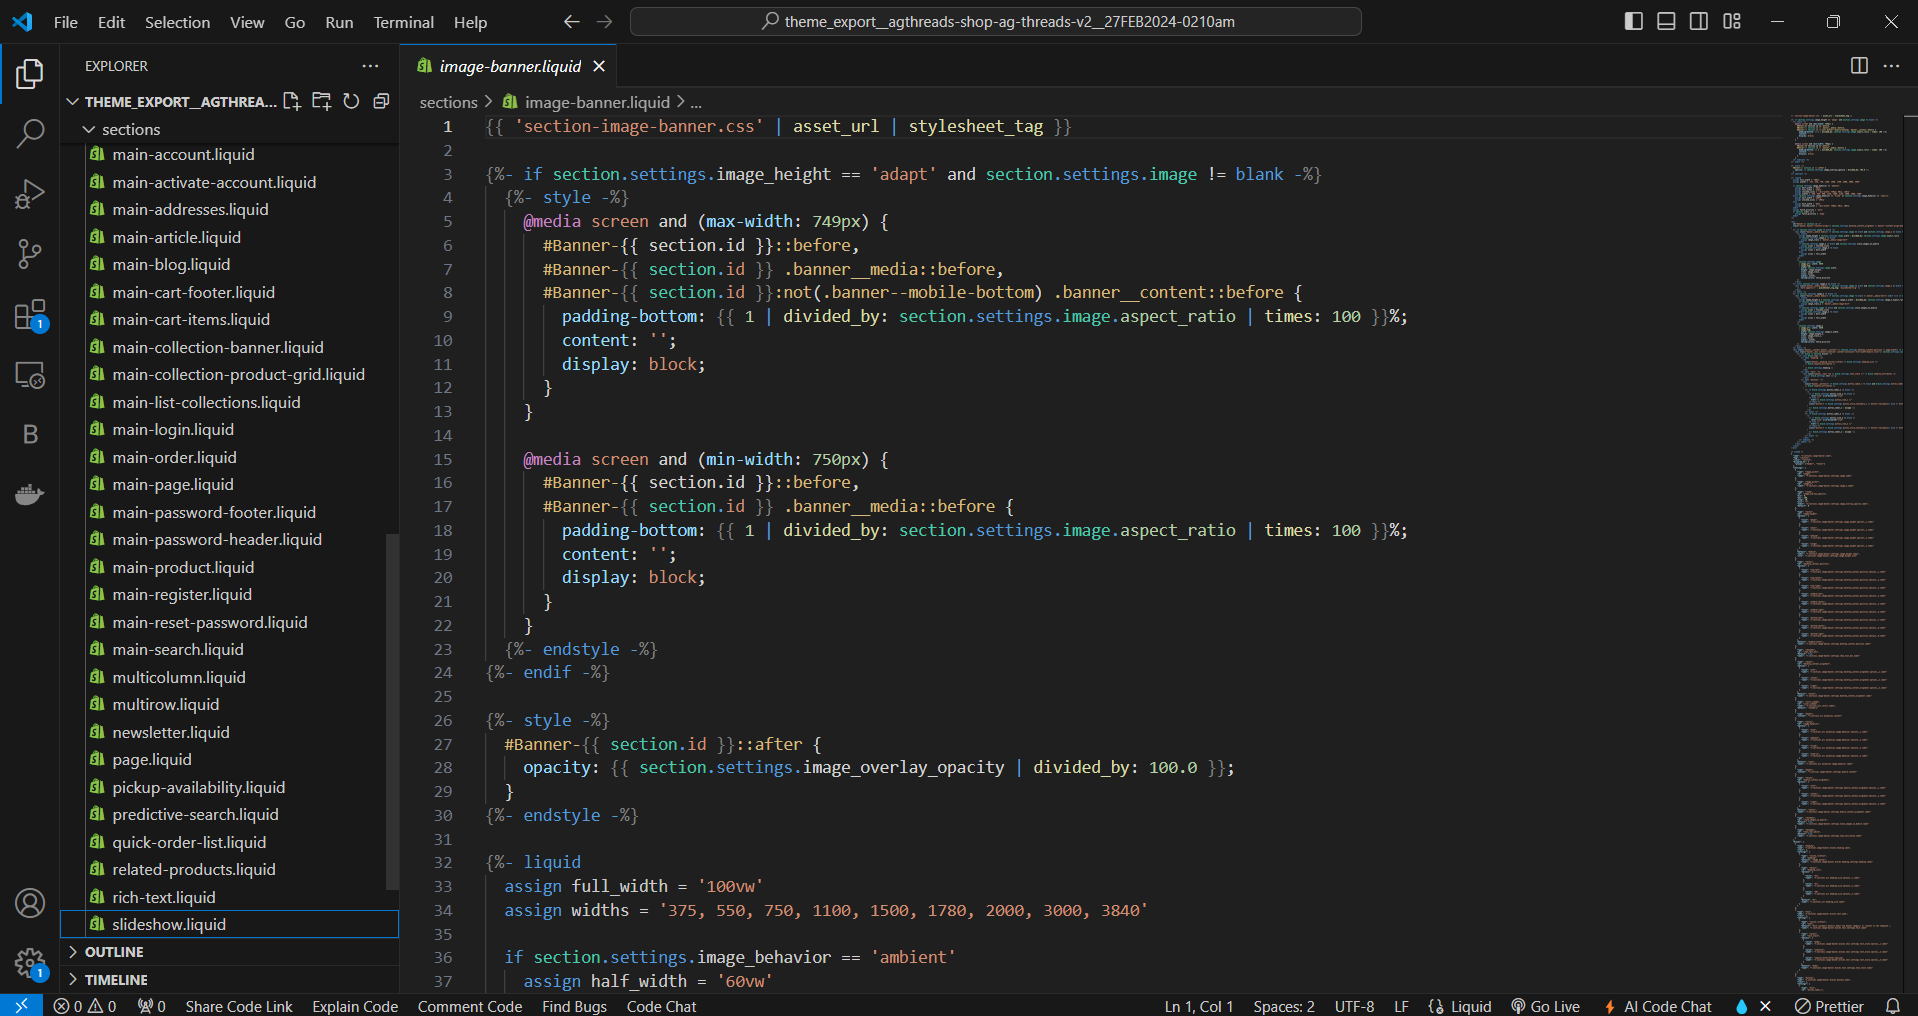 File Edit Selection View Go Run Terminal Help
theme_export__agthreads-shop-ag-threads-v2__27FEB2024-0210am
EXPLORER
THEME_EXPORT__AGTHREA...
sections
main-account.liquid
main-activate-account.liquid
main-addresses.liquid
main-article.liquid
main-blog.liquid
main-cart-footer.liquid
main-cart-items.liquid
main-collection-banner.liquid
main-collection-product-grid.liquid
main-list-collections.liquid
main-login.liquid
main-order.liquid
main-page.liquid
main-password-footer.liquid
main-password-header.liquid
main-product.liquid
main-register.liquid
main-reset-password.liquid
main-search.liquid
multicolumn.liquid
multirow.liquid
newsletter.liquid
page.liquid
pickup-availability.liquid
predictive-search.liquid
quick-order-list.liquid
related-products.liquid
rich-text.liquid
slideshow.liquid
OUTLINE
TIMELINE
1
B
1
image-banner.liquid
sections > image-banner.liquid > ...
1 {{ 'section-image-banner.css' | asset_url | stylesheet_tag }}
2
3 {%- if section.settings.image_height == 'adapt' and section.settings.image != blank -%}
4 {%- style -%}
5 @media screen and (max-width: 749px) {
6 #Banner-{{ section.id }}::before,
7 #Banner-{{ section.id }} .banner__media::before,
8 #Banner-{{ section.id }}:not(.banner--mobile-bottom) .banner__content::before {
9 padding-bottom: {{ 1 | divided_by: section.settings.image.aspect_ratio | times: 100 }}%;
10 content: '';
11 display: block;
12 }
13 }
14
15 @media screen and (min-width: 750px) {
16 #Banner-{{ section.id }}::before,
17 #Banner-{{ section.id }} .banner__media::before {
18 padding-bottom: {{ 1 | divided_by: section.settings.image.aspect_ratio | times: 100 }}%;
19 content: '';
20 display: block;
21 }
22 }
23 {%- endstyle -%}
24 {%- endif -%}
25
26 {%- style -%}
27 #Banner-{{ section.id }}::after {
28 opacity: {{ section.settings.image_overlay_opacity | divided_by: 100.0 }};
29 }
30 {%- endstyle -%}
31
32 {%- liquid
33 assign full_width = '100vw'
34 assign widths = '375, 550, 750, 1100, 1500, 1780, 2000, 3000, 3840'
35
36 if section.settings.image_behavior == 'ambient'
37 assign half_width = '60vw'
0 0 0 Share Code Link Explain Code Comment Code Find Bugs Code Chat Ln 1, Col 1 Spaces: 2 UTF-8 LF Liquid Go Live AI Code Chat Prettier